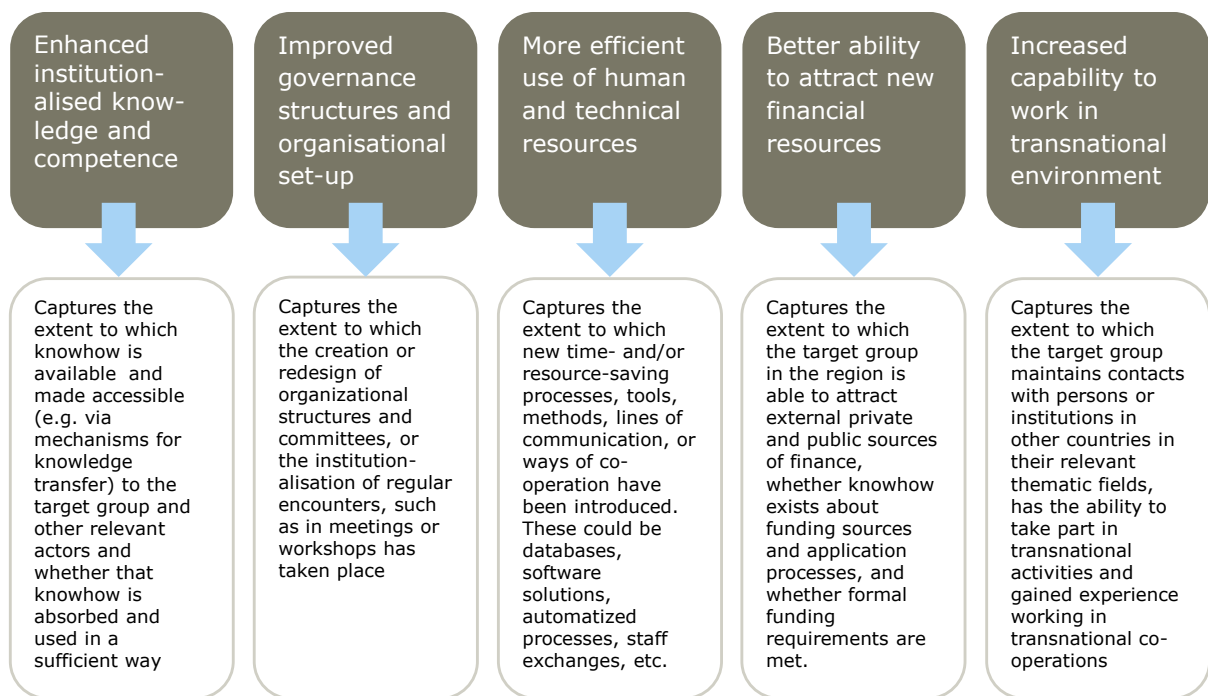 Enhanced
institution-
alised know-
ledge and
competence
Improved
governance
structures and
organisational
set-up
More efficient
use of human
and technical
resources
Better ability
to attract new
financial
resources
Increased
capability to
work in
transnational
environment
Captures the
extent to which
knowhow is
available  and
made accessible
(e.g. via
mechanisms for
knowledge
transfer) to the
target group and
other relevant
actors and
whether that
knowhow is
absorbed and
used in a
sufficient way
Captures the
extent to which
the creation or
redesign of
organizational
structures and
committees, or
the institution-
alisation of regular
encounters, such
as in meetings or
workshops has
taken place
Captures the
extent to which
new time- and/or
resource-saving
processes, tools,
methods, lines of
communication, or
ways of co-
operation have
been introduced.
These could be
databases,
software
solutions,
automatized
processes, staff
exchanges, etc.
Captures the
extent to which
the target group
in the region is
able to attract
external private
and public sources
of finance,
whether knowhow
exists about
funding sources
and application
processes, and
whether formal
funding
requirements are
met.
Captures the
extent to which
the target group
maintains contacts
with persons or
institutions in
other countries in
their relevant
thematic fields,
has the ability to
take part in
transnational
activities and
gained experience
working in
transnational co-
operations